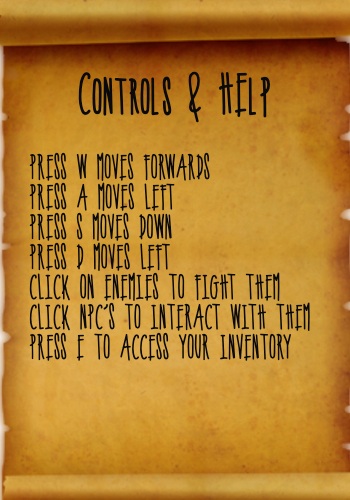 CONTROLS & HELP
PRESS W MOVES FORWARDS
PRESS A MOVES LEFT
PRESS S MOVES DOWN
PRESS D MOVES LEFT
CLICK ON ENEMIES TO FIGHT THEM
CLICK NPC'S TO INTERACT WITH THEM
PRESS E TO ACCESS YOUR INVENTORY